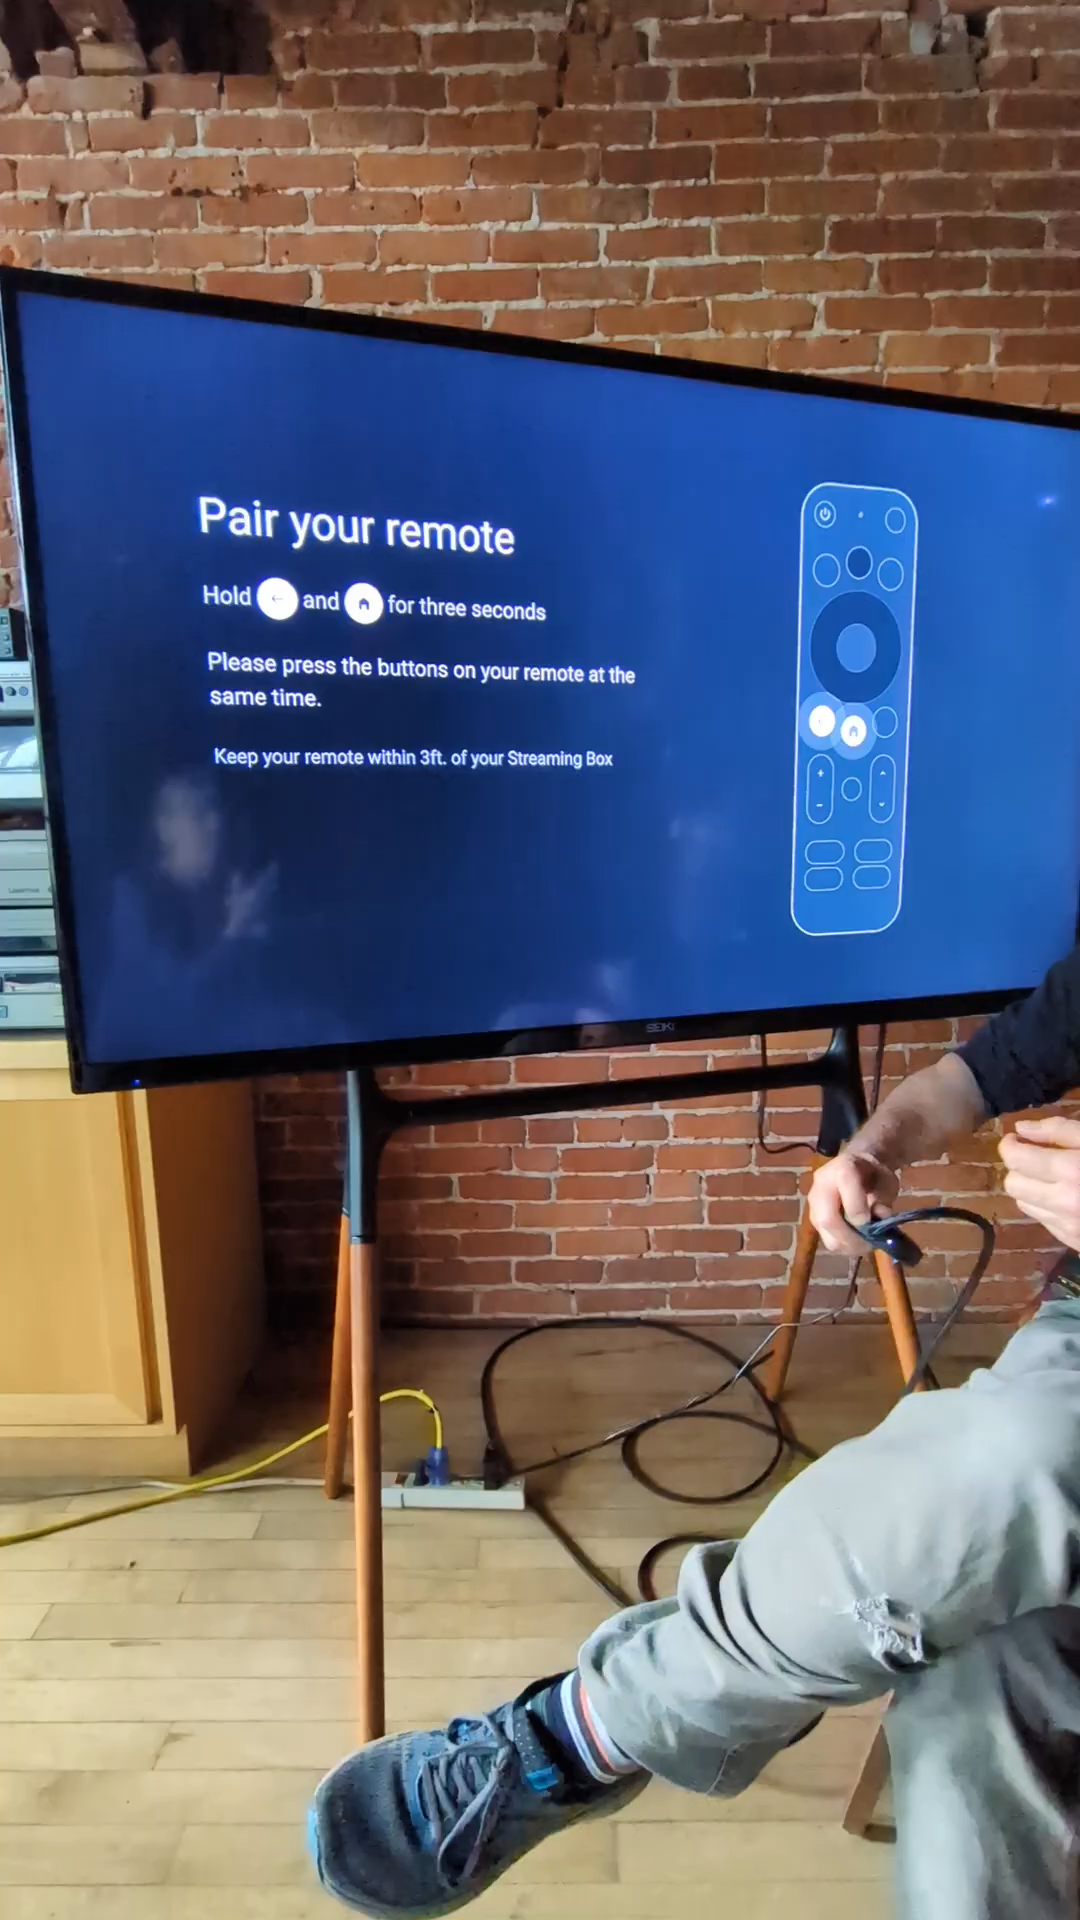 Pair your remote
Hold ← and for three seconds
Please press the buttons on your remote at the
same time.
Keep your remote within 3ft. of your Streaming Box
+
-
SEIKI